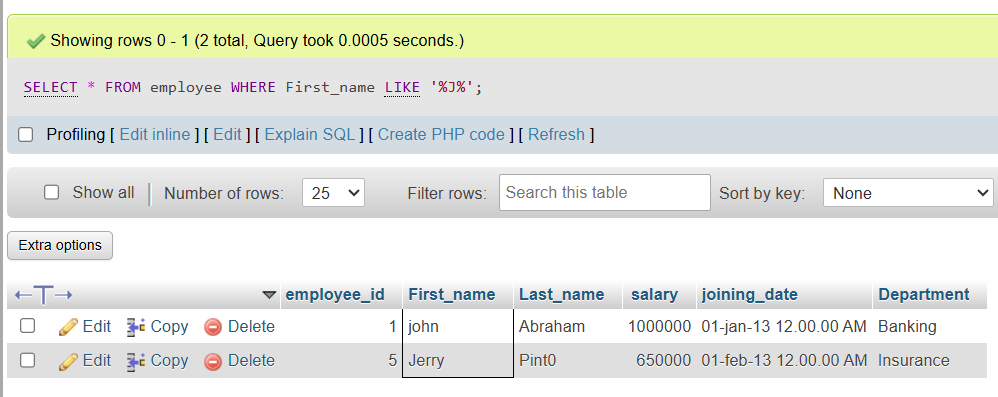 Showing rows 0 - 1 (2 total, Query took 0.0005 seconds.)
SELECT * FROM employee WHERE First_name LIKE '%J%';
Profiling [ Edit inline ] [ Edit ] [ Explain SQL ] [ Create PHP code ] [ Refresh ]
Show all Number of rows: 25 Filter rows: Search this table Sort by key: None
Extra options
←T→ employee_id First_name Last_name salary joining_date Department
Edit Copy Delete 1 john Abraham 1000000 01-jan-13 12.00.00 AM Banking
Edit Copy Delete 5 Jerry Pint0 650000 01-feb-13 12.00.00 AM Insurance